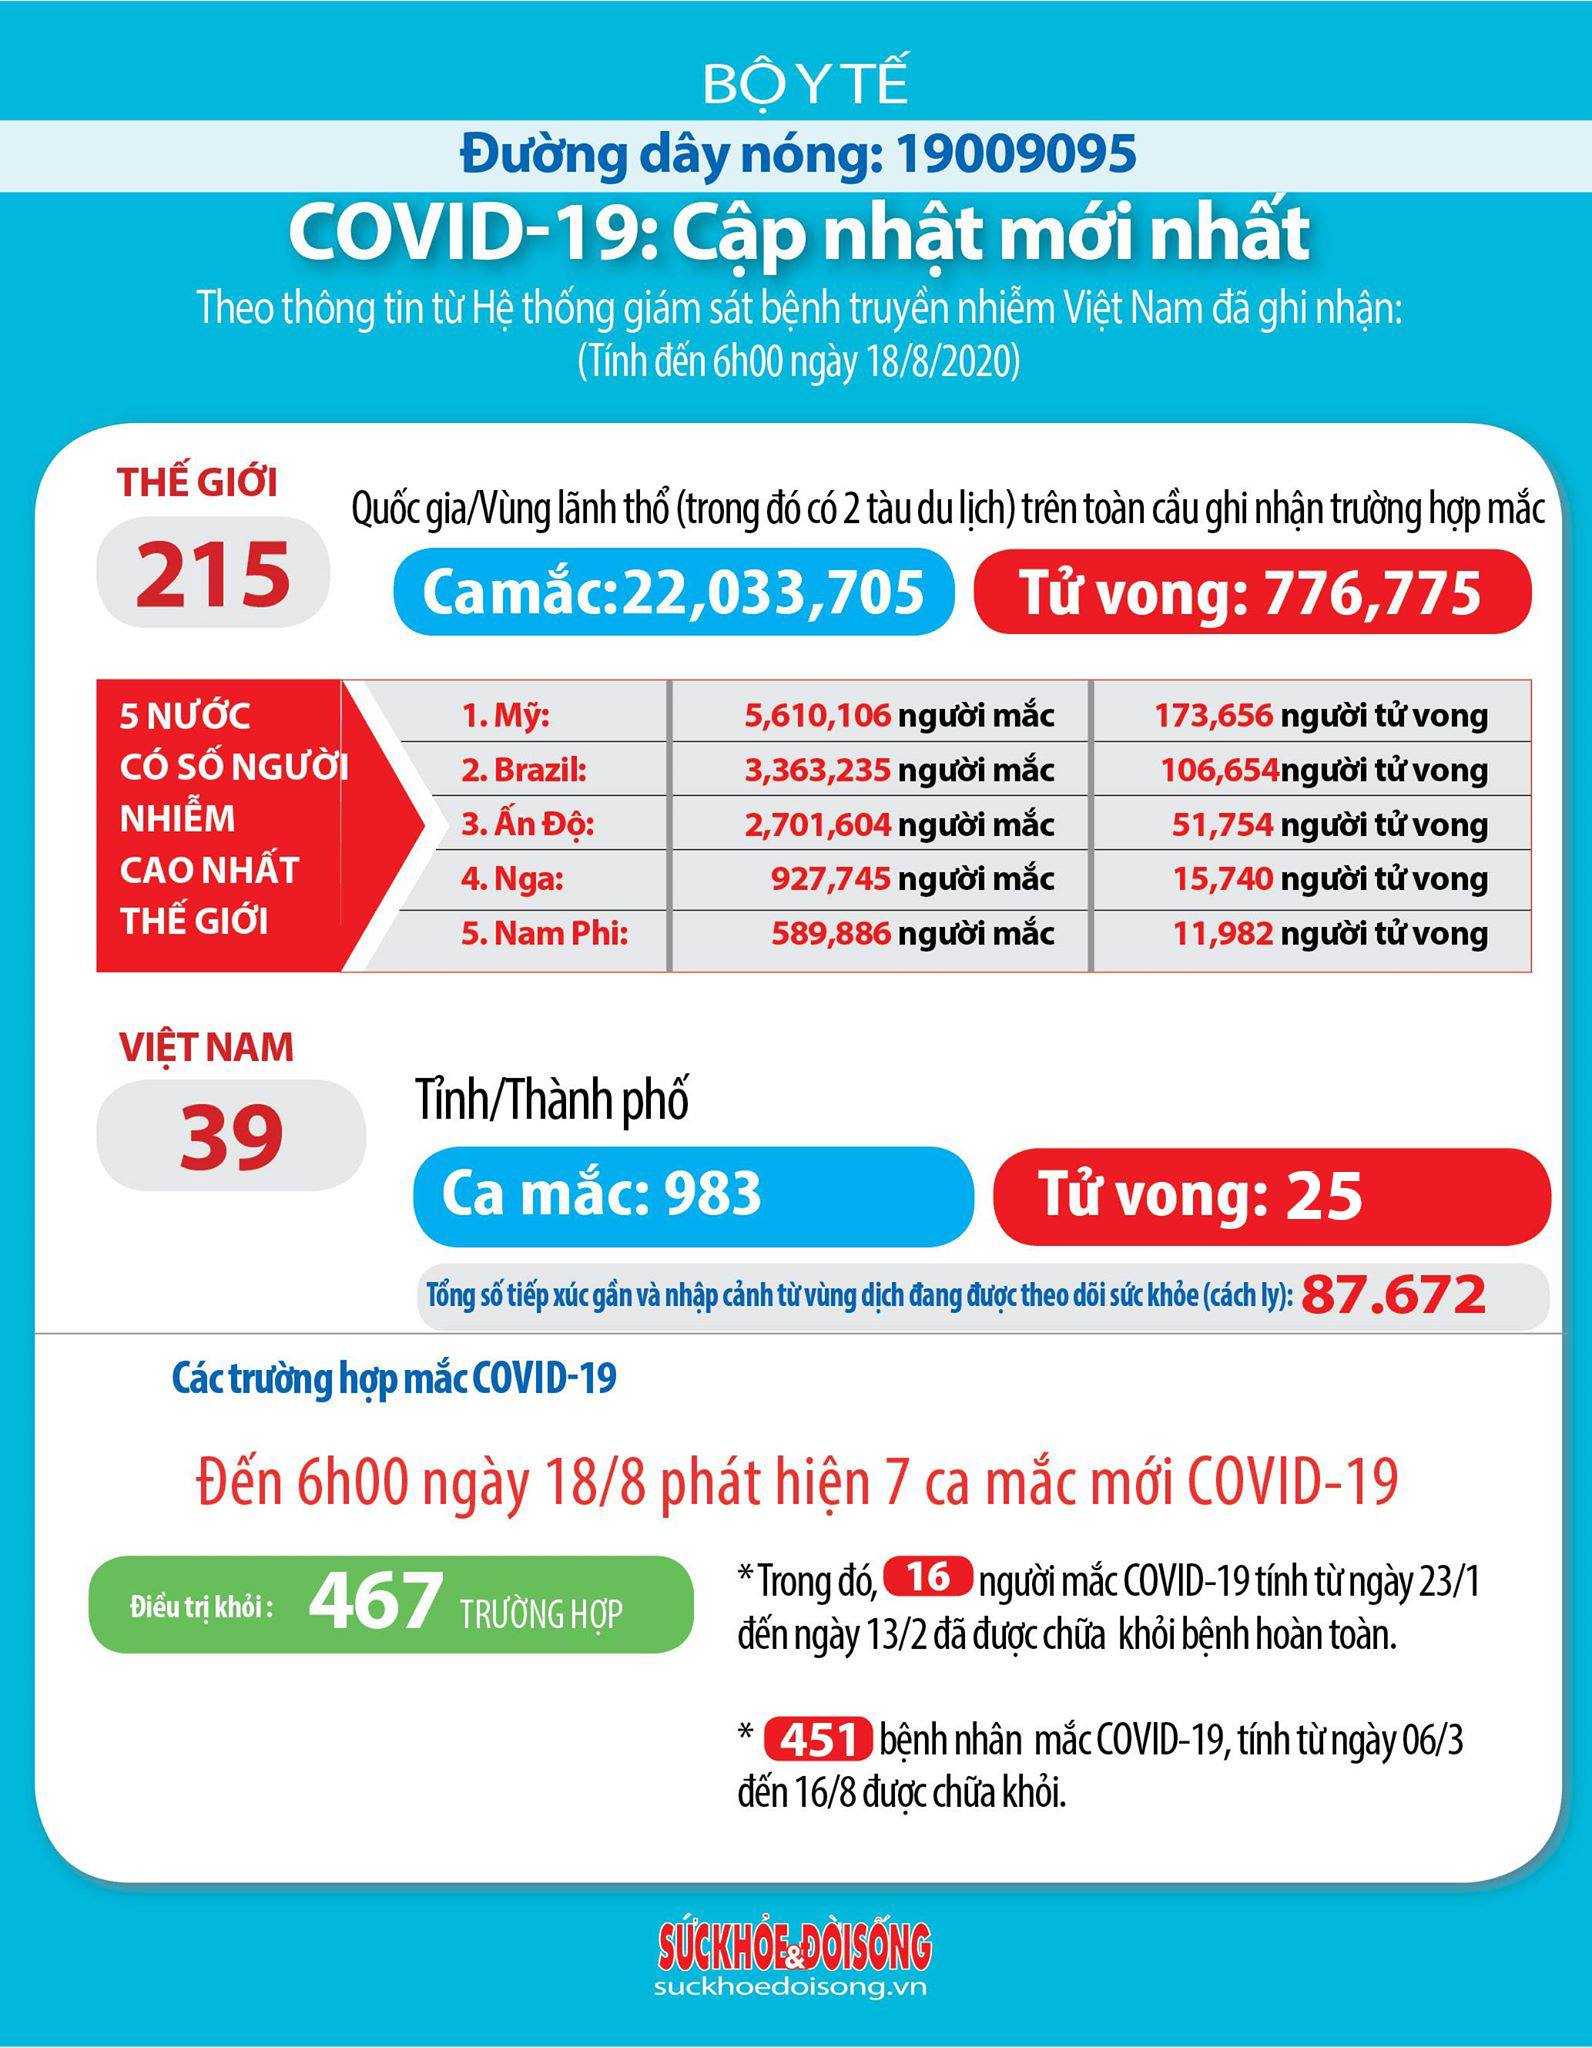 BỘ Y TẾ
Đường dây nóng: 19009095
COVID-19: Cập nhật mới nhất
Theo thông tin từ Hệ thống giám sát bệnh truyền nhiễm Việt Nam đã ghi nhận:
(Tính đến 6h00 ngày 18/8/2020)
THẾ GIỚI
215
Quốc gia/Vùng lãnh thổ (trong đó có 2 tàu du lịch) trên toàn cầu ghi nhận trường hợp mắc
Ca mắc:22,033,705 Tử vong: 776,775
5 NƯỚC
CÓ SỐ NGƯỜI
NHIỄM
CAO NHẤT
THẾ GIỚI
1. Mỹ: 5,610,106 người mắc 173,656 người tử vong
2. Brazil: 3,363,235 người mắc 106,654người tử vong
3. Ấn Độ: 2,701,604 người mắc 51,754 người tử vong
4. Nga: 927,745 người mắc 15,740 người tử vong
5. Nam Phi: 589,886 người mắc 11,982 người tử vong
VIỆT NAM
39
Tỉnh/Thành phố
Ca mắc: 983 Tử vong: 25
Tổng số tiếp xúc gần và nhập cảnh từ vùng dịch đang được theo dõi sức khỏe (cách ly): 87.672
Các trường hợp mắc COVID-19
Đến 6h00 ngày 18/8 phát hiện 7 ca mắc mới COVID-19
Điều trị khỏi : 467 TRƯỜNG HỢP
* Trong đó, 16 người mắc COVID-19 tính từ ngày 23/1
đến ngày 13/2 đã được chữa khỏi bệnh hoàn toàn.
* 451 bệnh nhân mắc COVID-19, tính từ ngày 06/3
đến 16/8 được chữa khỏi.
SỨC KHỎE & ĐỜI SỐNG
suckhoedoisong.vn